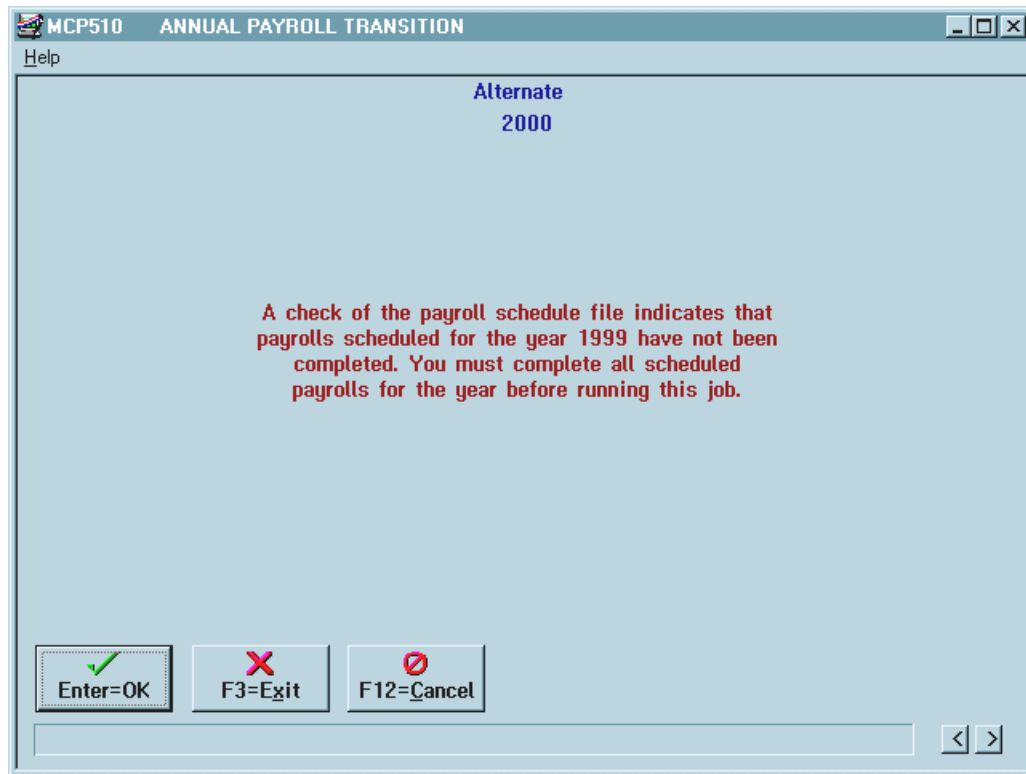 MCP510 ANNUAL PAYROLL TRANSITION
Help
Alternate
2000
A check of the payroll schedule file indicates that
payrolls scheduled for the year 1999 have not been
completed. You must complete all scheduled
payrolls for the year before running this job.
Enter=OK F3=Exit F12=Cancel